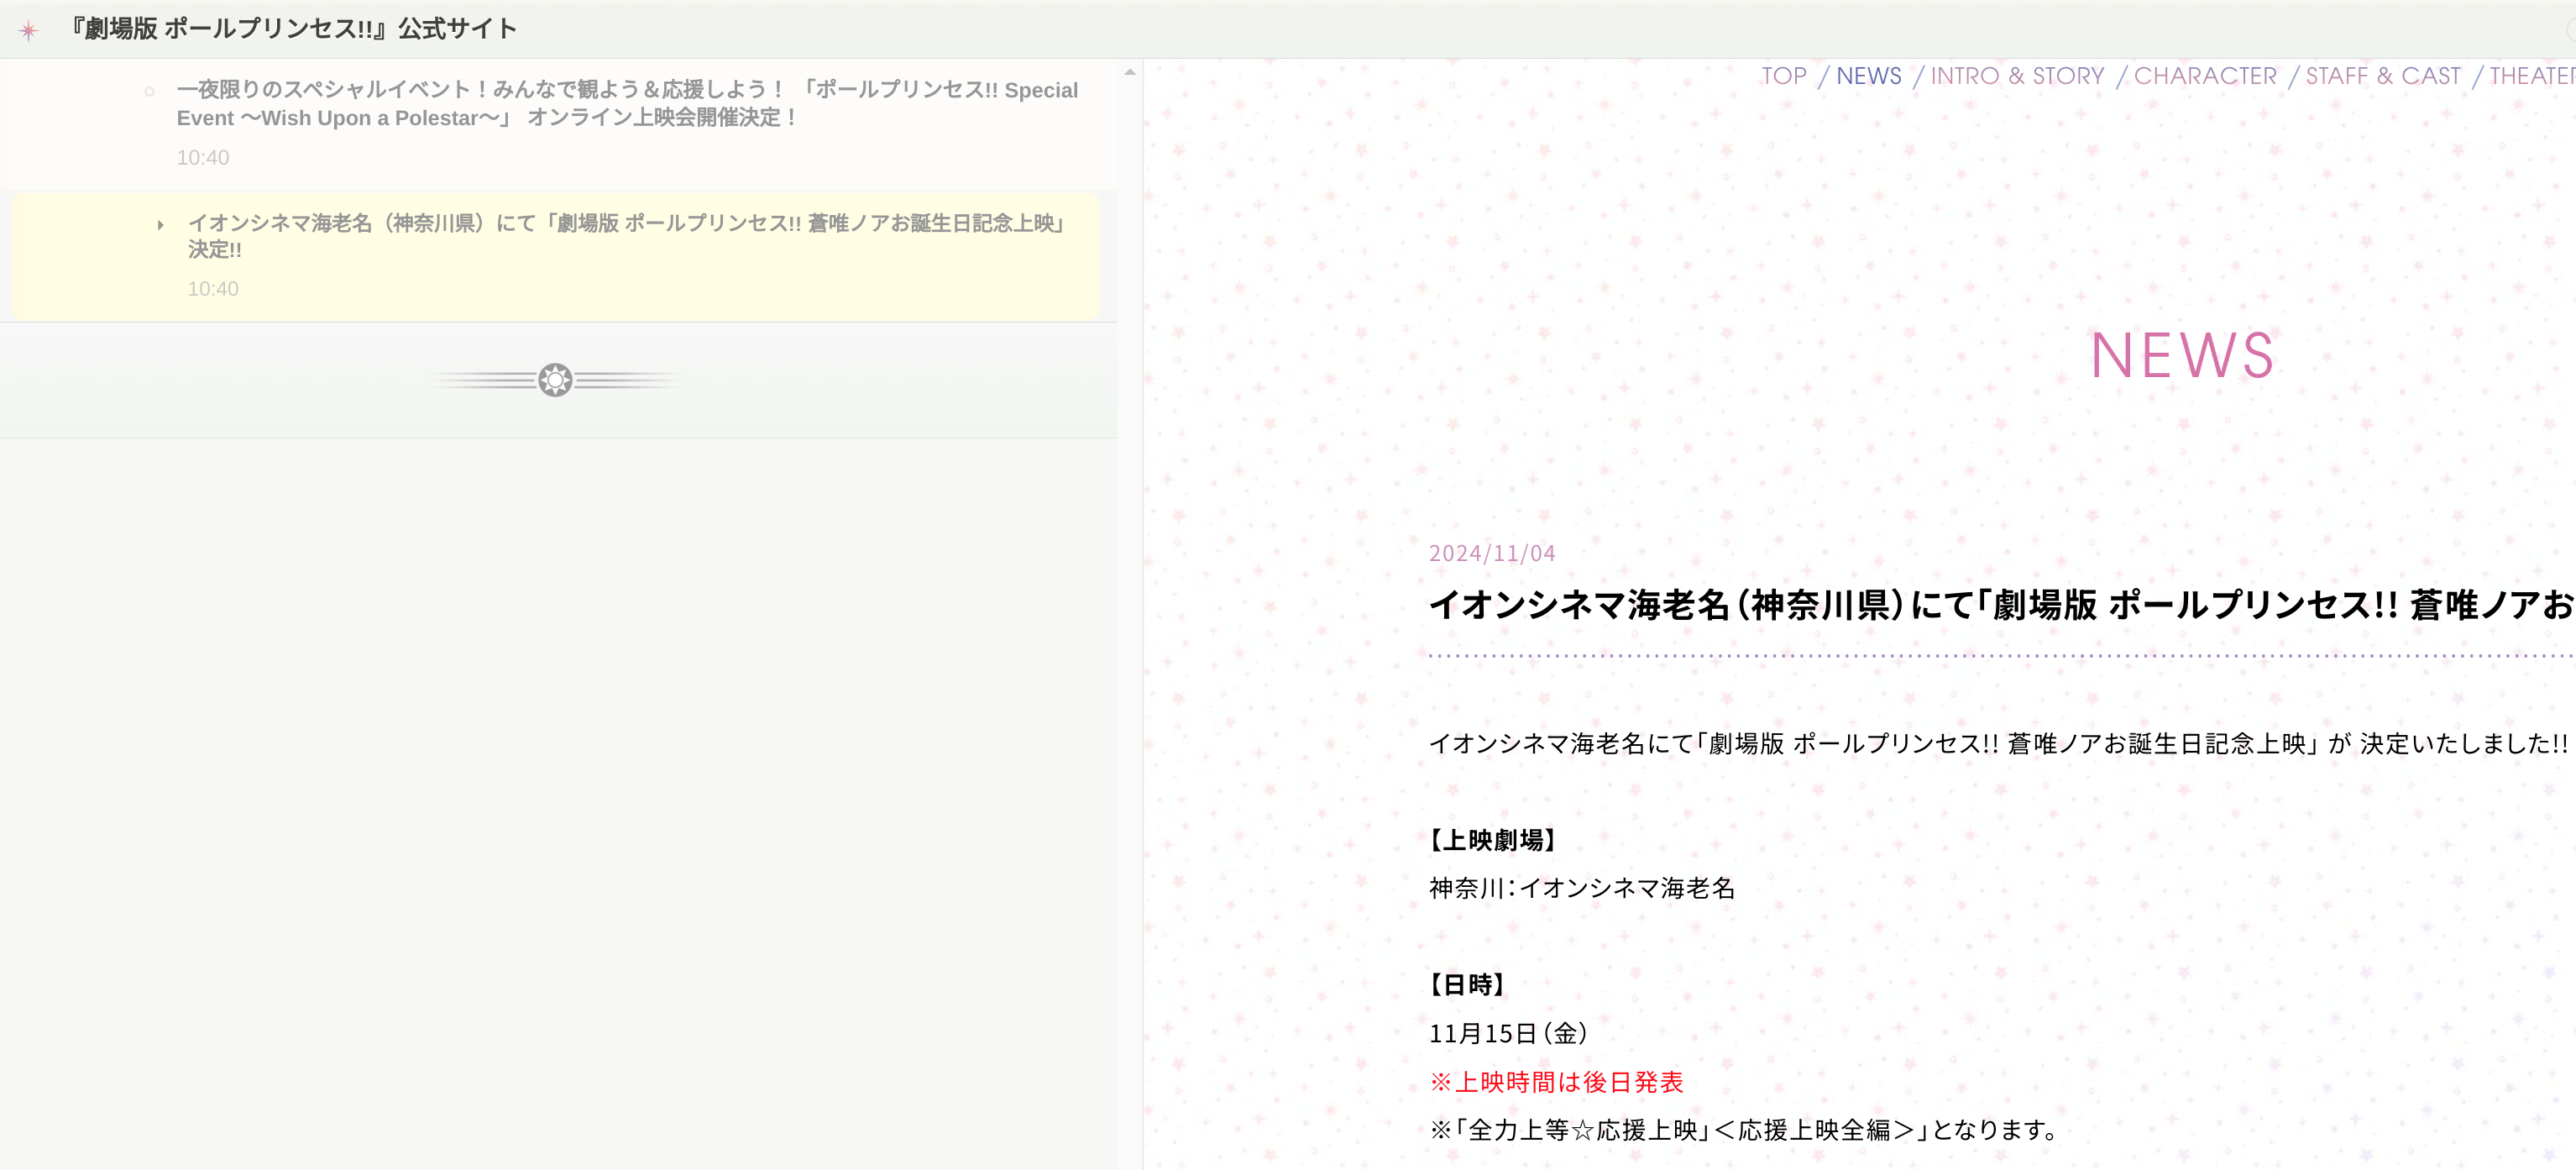 『劇場版 ポールプリンセス!!』公式サイト
一夜限りのスペシャルイベント！みんなで観よう＆応援しよう！ 「ポールプリンセス!! Special
Event 〜Wish Upon a Polestar〜」 オンライン上映会開催決定！
10:40
イオンシネマ海老名（神奈川県）にて「劇場版 ポールプリンセス!! 蒼唯ノアお誕生日記念上映」
決定!!
10:40
TOP / NEWS / INTRO & STORY / CHARACTER / STAFF & CAST / THEATER
NEWS
2024/11/04
イオンシネマ海老名（神奈川県）にて「劇場版 ポールプリンセス!! 蒼唯ノアお
イオンシネマ海老名にて「劇場版 ポールプリンセス!! 蒼唯ノアお誕生日記念上映」 が 決定いたしました!!
【上映劇場】
神奈川：イオンシネマ海老名
【日時】
11月15日（金）
※上映時間は後日発表
※「全力上等☆応援上映」＜応援上映全編＞」となります。